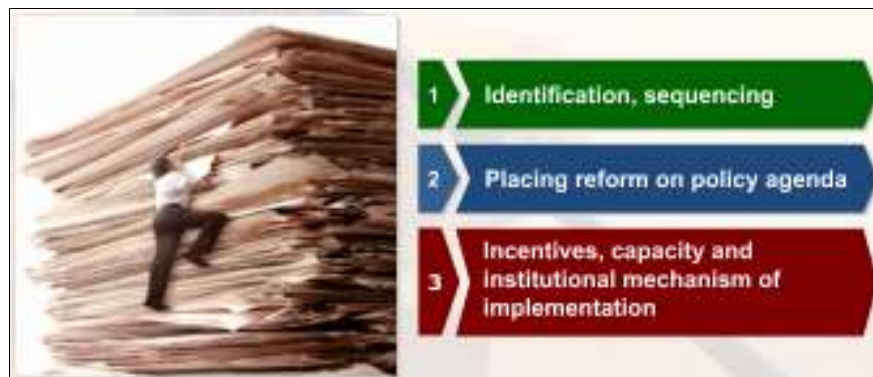 1
Identification, sequencing
2
Placing reform on policy agenda
3
Incentives, capacity and
institutional mechanism of
implementation